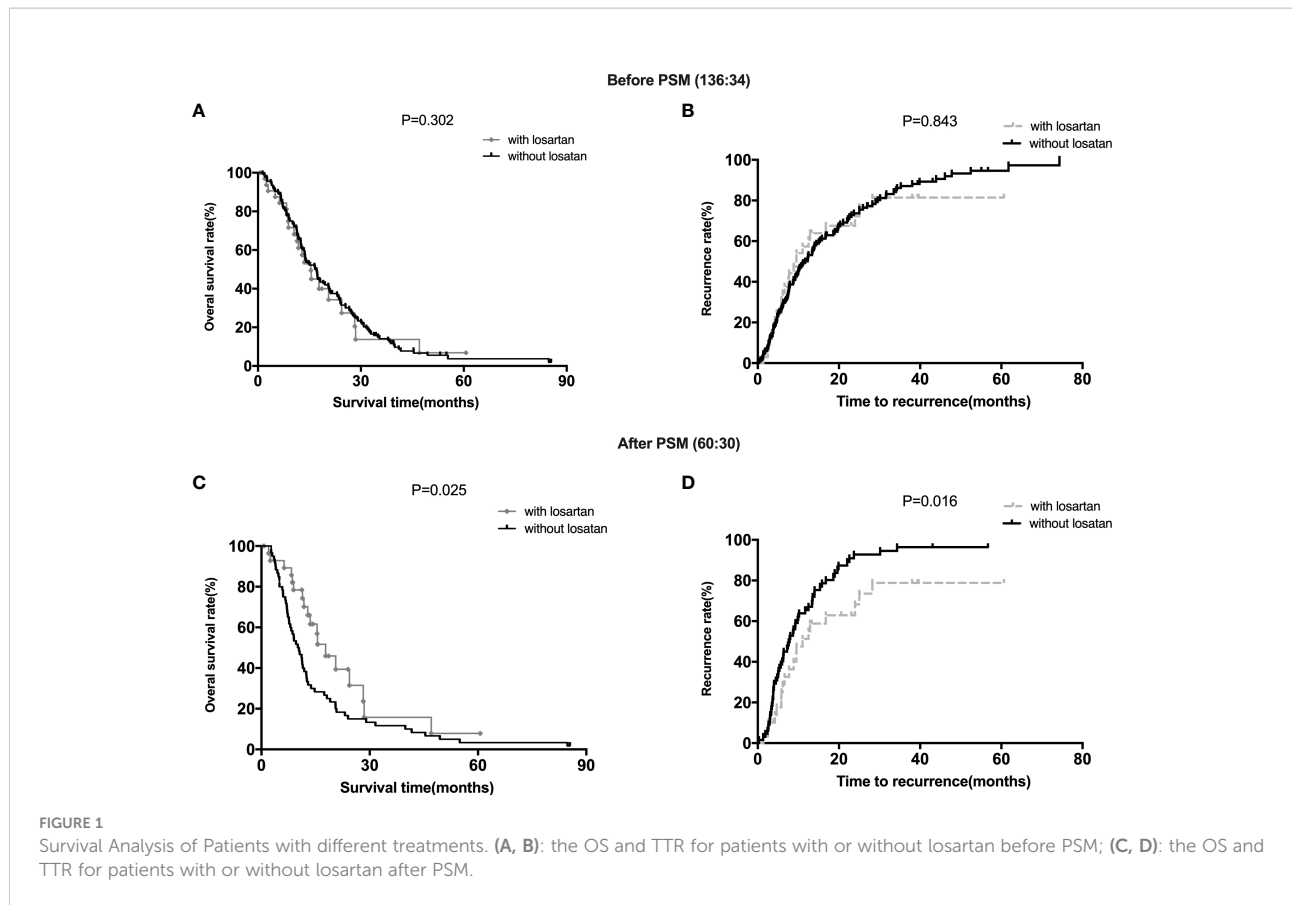 Before PSM (136:34)
A
P=0.302
with losartan
without losatan
100
80
60
40
20
0
Overal survival rate(%)
0 30 60 90
Survival time(months)
B
P=0.843
with losartan
without losatan
100
80
60
40
20
0
Recurrence rate(%)
0 20 40 60 80
Time to recurrence(months)
After PSM (60:30)
C
P=0.025
with losartan
without losatan
100
80
60
40
20
0
Overal survival rate(%)
0 30 60 90
Survival time(months)
D
P=0.016
with losartan
without losatan
100
80
60
40
20
0
Recurrence rate(%)
0 20 40 60 80
Time to recurrence(months)
FIGURE 1
Survival Analysis of Patients with different treatments. (A, B): the OS and TTR for patients with or without losartan before PSM; (C, D): the OS and
TTR for patients with or without losartan after PSM.